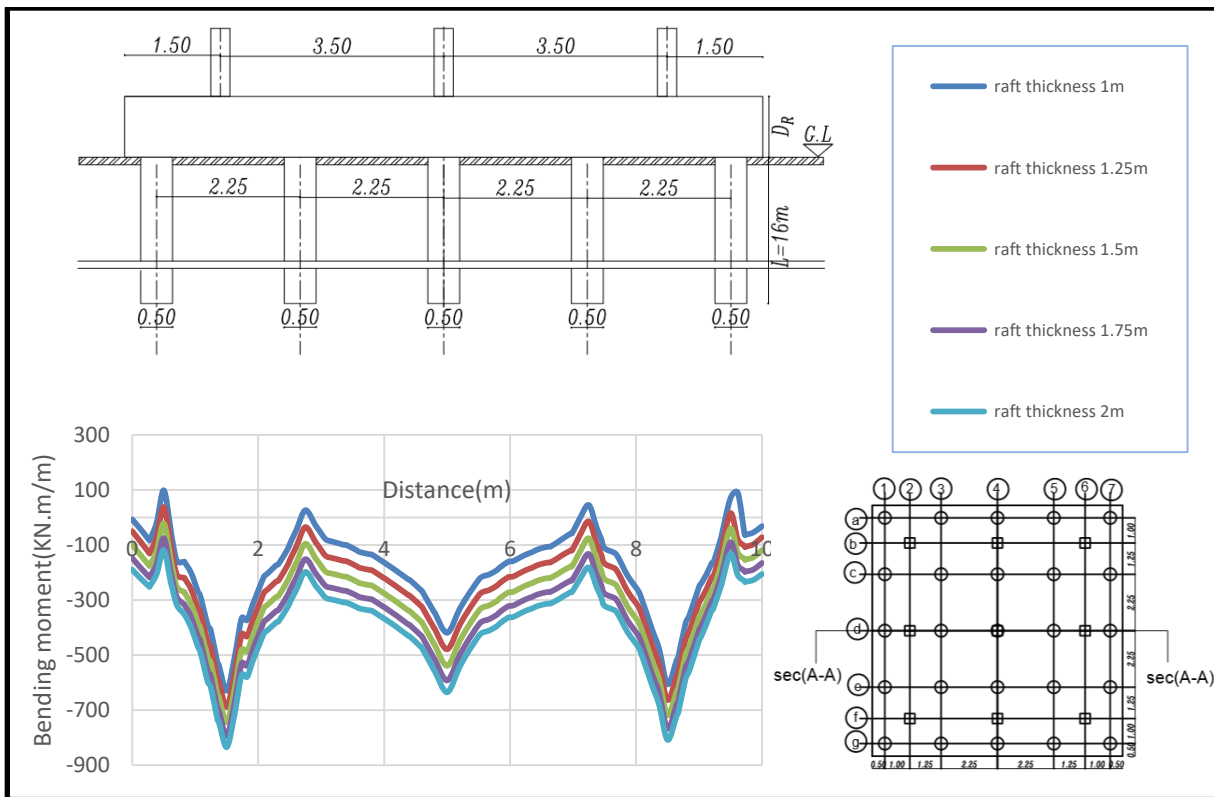 1.50 3.50 3.50 1.50
D_R
G.L
2.25 2.25 2.25 2.25
L=16m
0.50 0.50 0.50 0.50 0.50
raft thickness 1m
raft thickness 1.25m
raft thickness 1.5m
raft thickness 1.75m
raft thickness 2m
Bending moment(KN.m/m)
300
100
-100
-300
-500
-700
-900
Distance(m)
0 2 4 6 8 10
1 2 3 4 5 6 7
a
b
c
d
e
f
g
1.00
1.25
2.25
2.25
1.25
1.00
0.50
sec(A-A) sec(A-A)
0.50 1.00 1.25 2.25 2.25 1.25 1.00 0.50